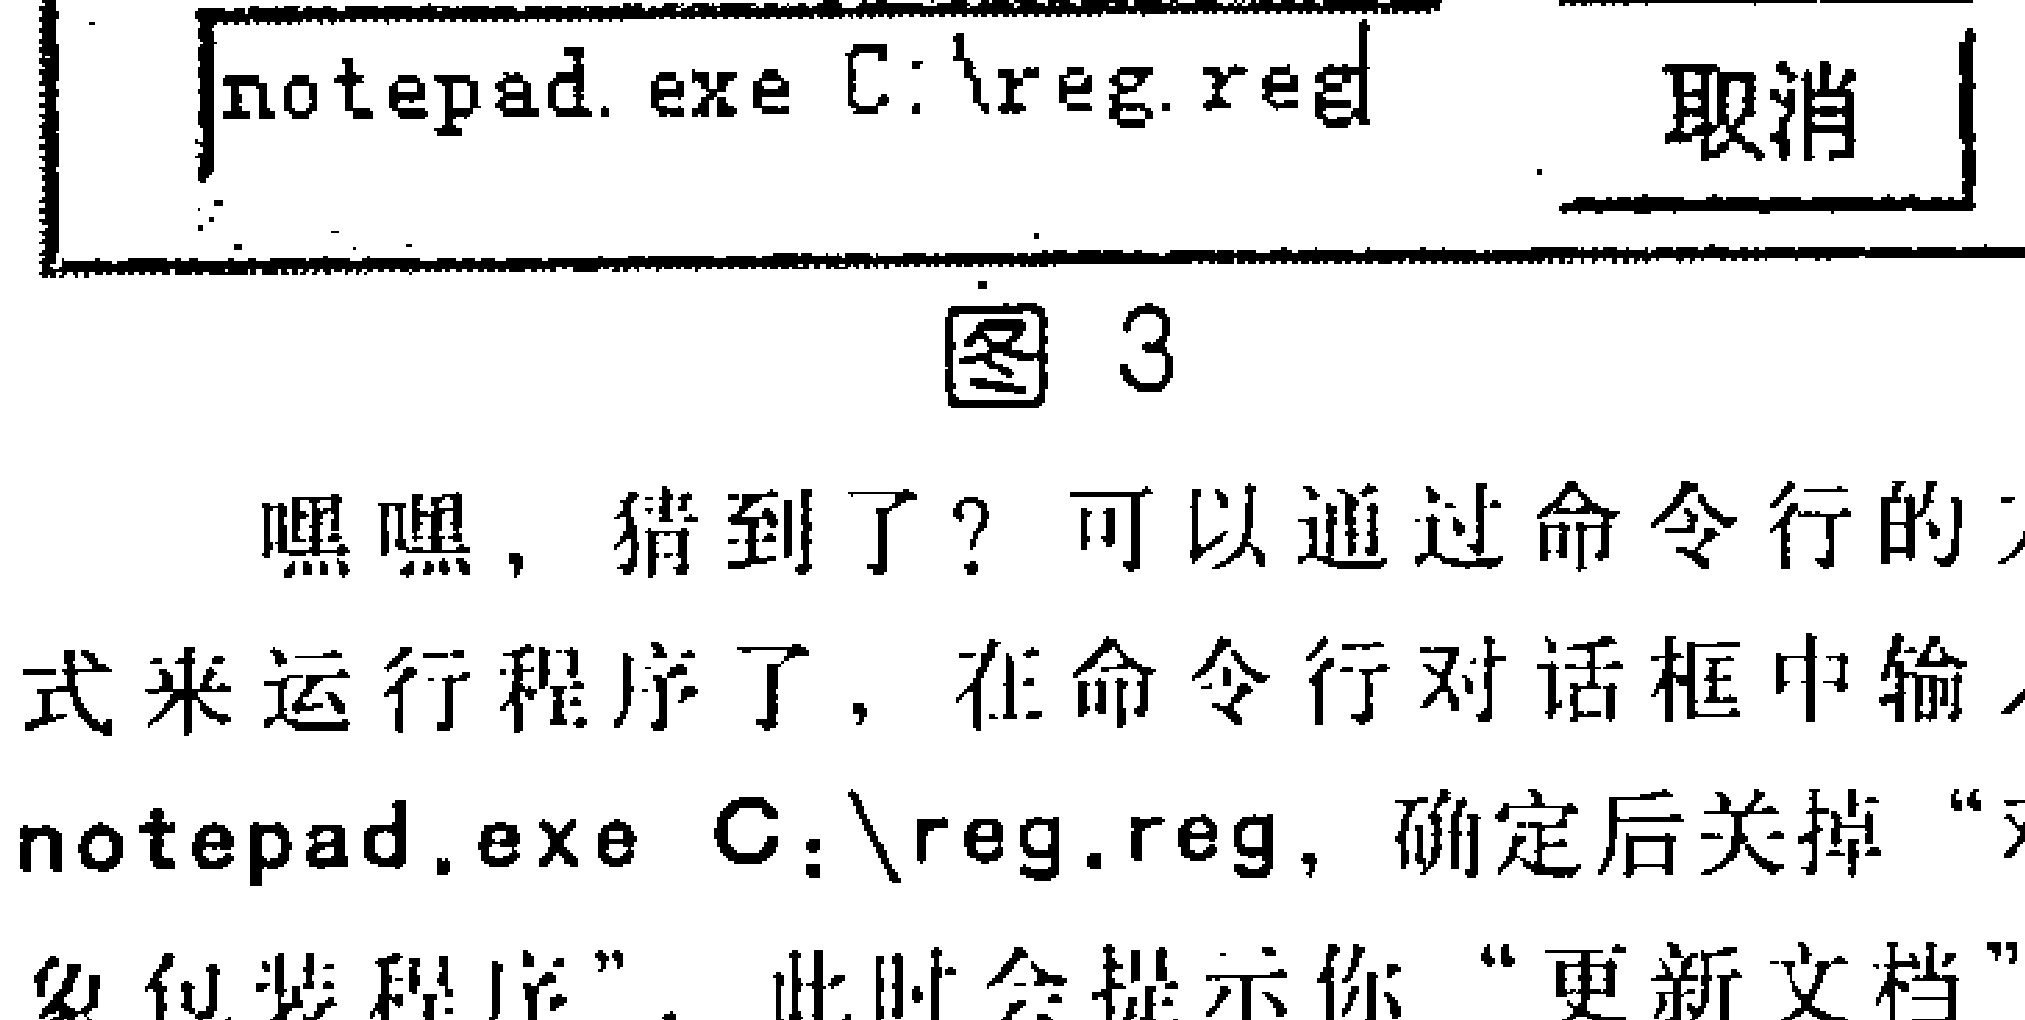 notepad.exe C:\reg.reg 取消
图 3
嘿嘿，猜到了？可以通过命令行的
式来运行程序了，在命令行对话框中输
notepad.exe C:\reg.reg，确定后关掉“
象包装程序”，此时会提示你“更新文档”